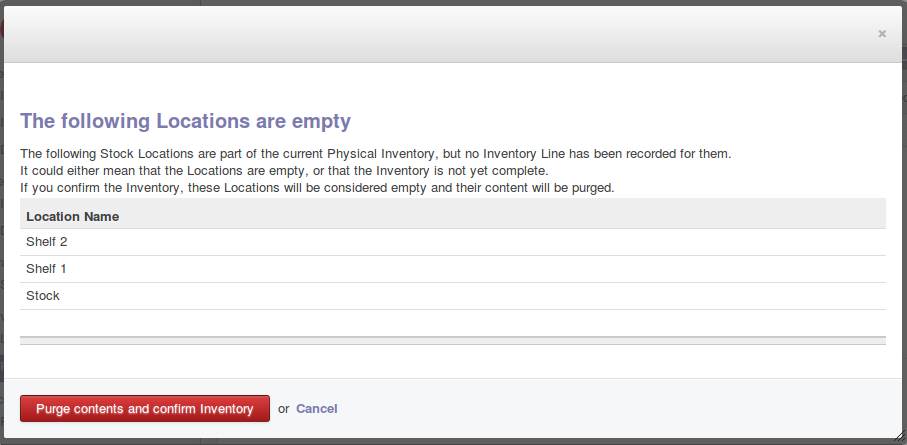 ×
The following Locations are empty
The following Stock Locations are part of the current Physical Inventory, but no Inventory Line has been recorded for them.
It could either mean that the Locations are empty, or that the Inventory is not yet complete.
If you confirm the Inventory, these Locations will be considered empty and their content will be purged.
Location Name
Shelf 2
Shelf 1
Stock
Purge contents and confirm Inventory or Cancel